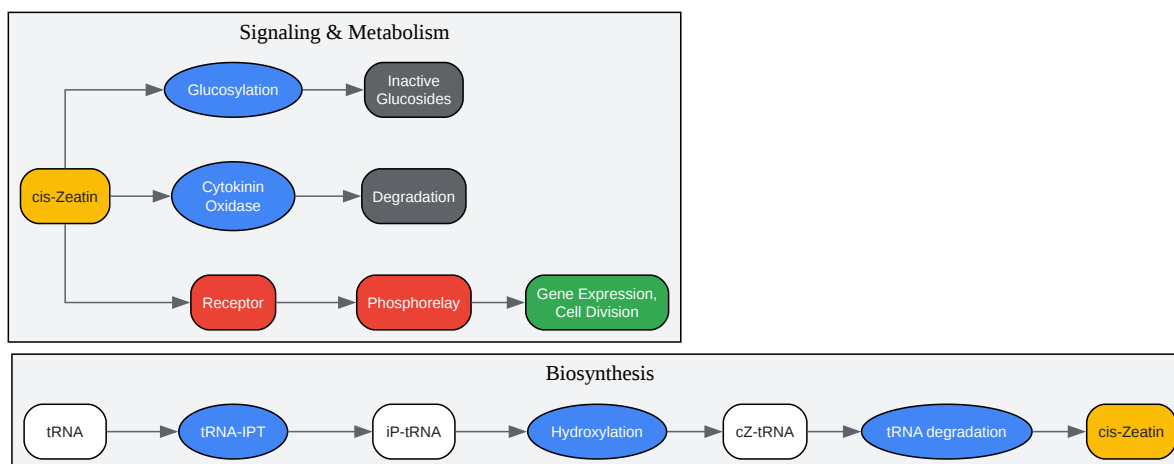 Signaling & Metabolism
Glucosylation
Inactive
Glucosides
cis-Zeatin
Cytokinin
Oxidase
Degradation
Receptor
Phosphorelay
Gene Expression,
Cell Division
Biosynthesis
tRNA
tRNA-IPT
iP-tRNA
Hydroxylation
cZ-tRNA
tRNA degradation
cis-Zeatin